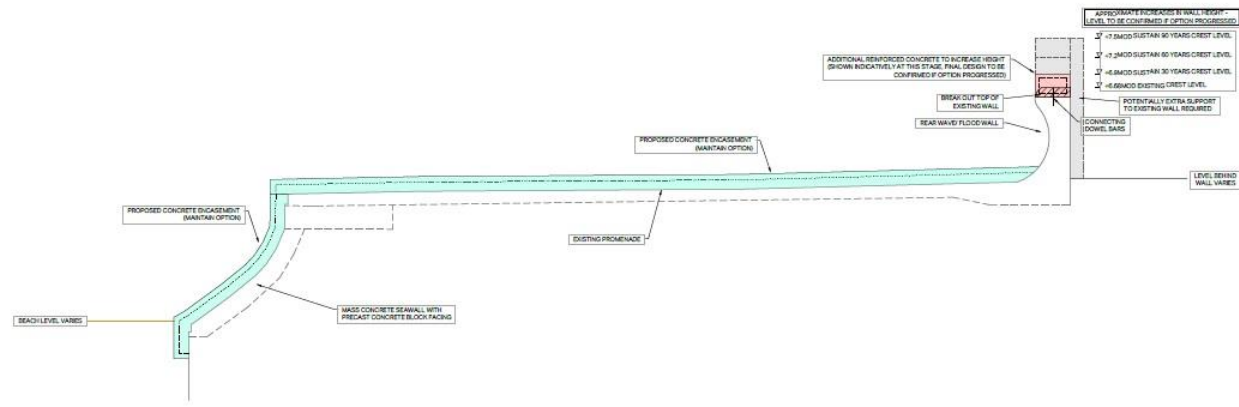 APPROXIMATE INCREASES IN WALL HEIGHT -
LEVEL TO BE CONFIRMED IF OPTION PROGRESSED
+7.5MOD SUSTAIN 90 YEARS CREST LEVEL
+7.2MOD SUSTAIN 60 YEARS CREST LEVEL
+6.9MOD SUSTAIN 30 YEARS CREST LEVEL
+6.66MOD EXISTING CREST LEVEL
ADDITIONAL REINFORCED CONCRETE TO INCREASE HEIGHT
(SHOWN INDICATIVELY AT THIS STAGE, FINAL DESIGN TO BE
CONFIRMED IF OPTION PROGRESSED)
BREAK OUT TOP OF
EXISTING WALL
POTENTIALLY EXTRA SUPPORT
TO EXISTING WALL REQUIRED
REAR WAVE/ FLOOD WALL
CONNECTING
DOWEL BARS
PROPOSED CONCRETE ENCASEMENT
(MAINTAIN OPTION)
LEVEL BEHIND
WALL VARIES
PROPOSED CONCRETE ENCASEMENT
(MAINTAIN OPTION)
EXISTING PROMENADE
MASS CONCRETE SEAWALL WITH
PRECAST CONCRETE BLOCK FACING
BEACH LEVEL VARIES